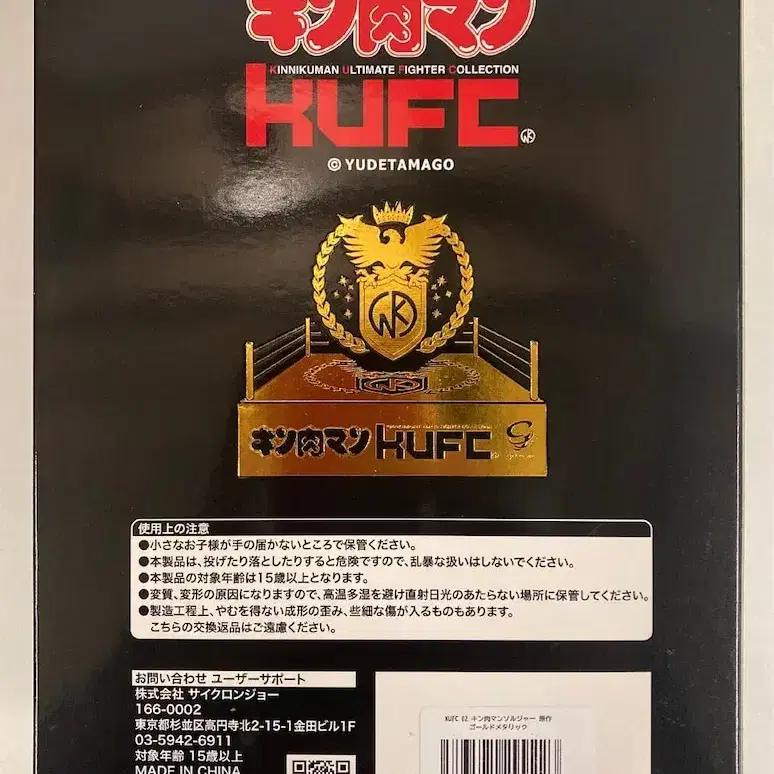 キン肉マン
KINNIKUMAN ULTIMATE FIGHTER COLLECTION
KUFC
© YUDETAMAGO
キン肉マン KUFC
使用上の注意
●小さなお子様が手の届かないところで保管ください。
●本製品は、投げたり落としたりすると危険ですので、乱暴な扱いはしないでください。
●本製品の対象年齢は15歳以上となります。
●変質、変形の原因になりますので、高温多湿を避け直射日光のあたらない場所に保管してください。
●製造工程上、やむを得ない成形の歪み、些細な傷が入るものもあります。
こちらの交換返品はご遠慮ください。
お問い合わせ ユーザーサポート
株式会社 サイクロンジョー
166-0002
東京都杉並区高円寺北2-15-1金田ビル1F
03-5942-6911
対象年齢 15歳以上
MADE IN CHINA
KUFC 02 キン肉マンソルジャー 原作
ゴールドメタリック